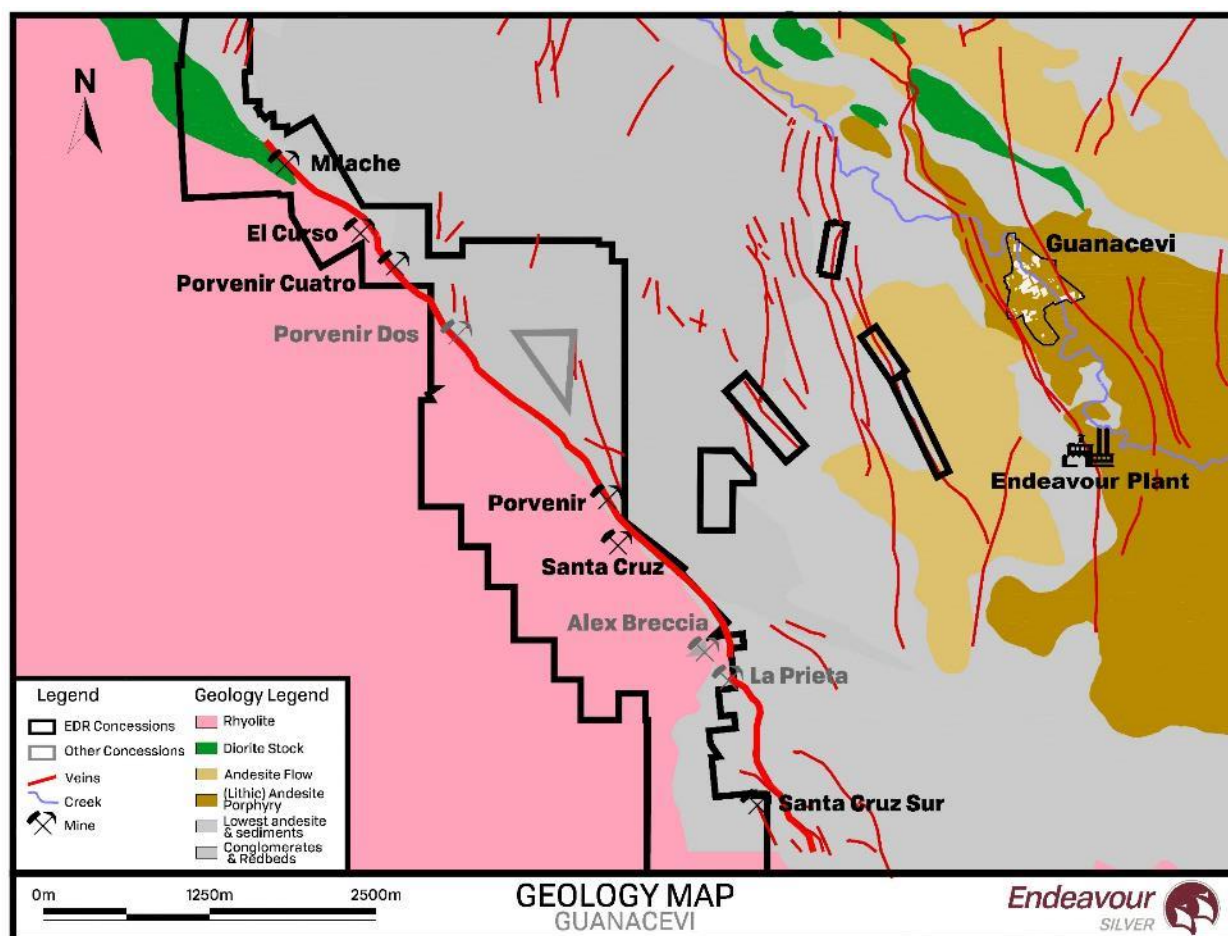 N
Milache
El Curso
Porvenir Cuatro
Porvenir Dos
Guanacevi
Endeavour Plant
Porvenir
Santa Cruz
Alex Breccia
La Prieta
Santa Cruz Sur
Legend
EDR Concessions
Other Concessions
Veins
Creek
Mine
Geology Legend
Rhyolite
Diorite Stock
Andesite Flow
(Lithic) Andesite
Porphyry
Lowest andesite
& sediments
Conglomerates
& Redbeds
0m 1250m 2500m
GEOLOGY MAP
GUANACEVI
Endeavour
SILVER